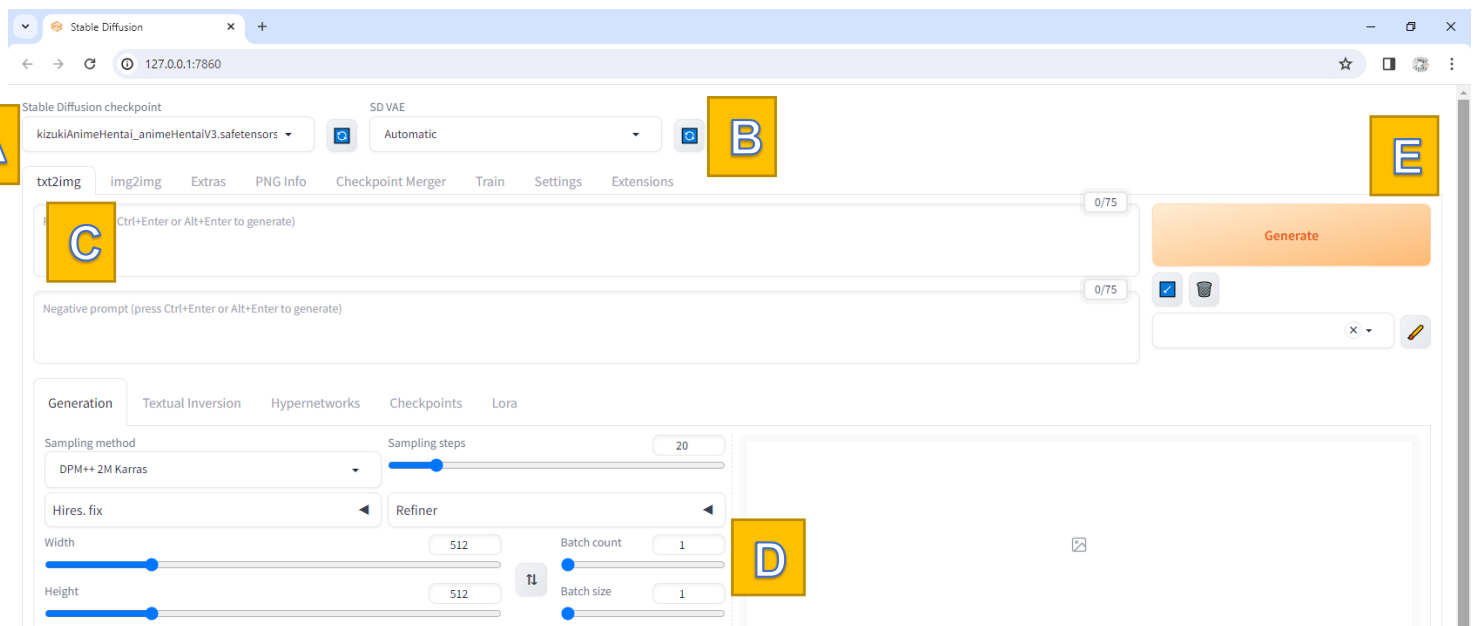 Stable Diffusion
127.0.0.1:7860
Stable Diffusion checkpoint
SD VAE
kizukiAnimeHentai_animeHentaiV3.safetensors
Automatic
A
B
E
txt2img img2img Extras PNG Info Checkpoint Merger Train Settings Extensions
0/75
C
Ctrl+Enter or Alt+Enter to generate)
Generate
0/75
Negative prompt (press Ctrl+Enter or Alt+Enter to generate)
Generation Textual Inversion Hypernetworks Checkpoints Lora
Sampling method
Sampling steps
20
DPM++ 2M Karras
Hires. fix
Refiner
Width
512
Batch count
1
D
Height
512
Batch size
1